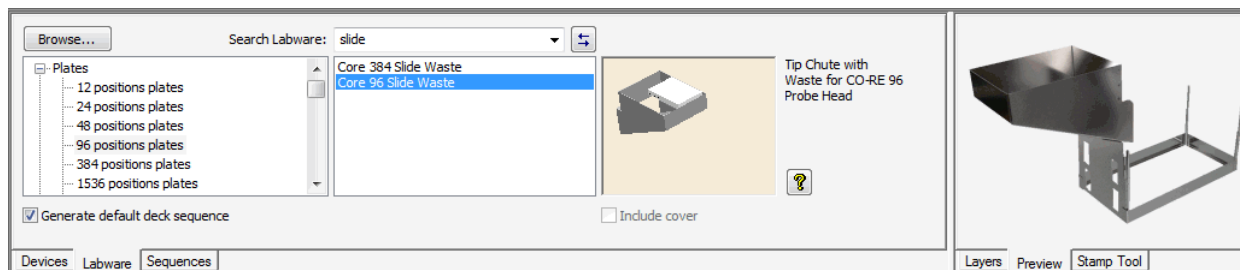 Browse...
Search Labware:
slide
Plates
12 positions plates
24 positions plates
48 positions plates
96 positions plates
384 positions plates
1536 positions plates
Core 384 Slide Waste
Core 96 Slide Waste
Tip Chute with
Waste for CO-RE 96
Probe Head
?
Generate default deck sequence
Include cover
Devices
Labware
Sequences
Layers
Preview
Stamp Tool